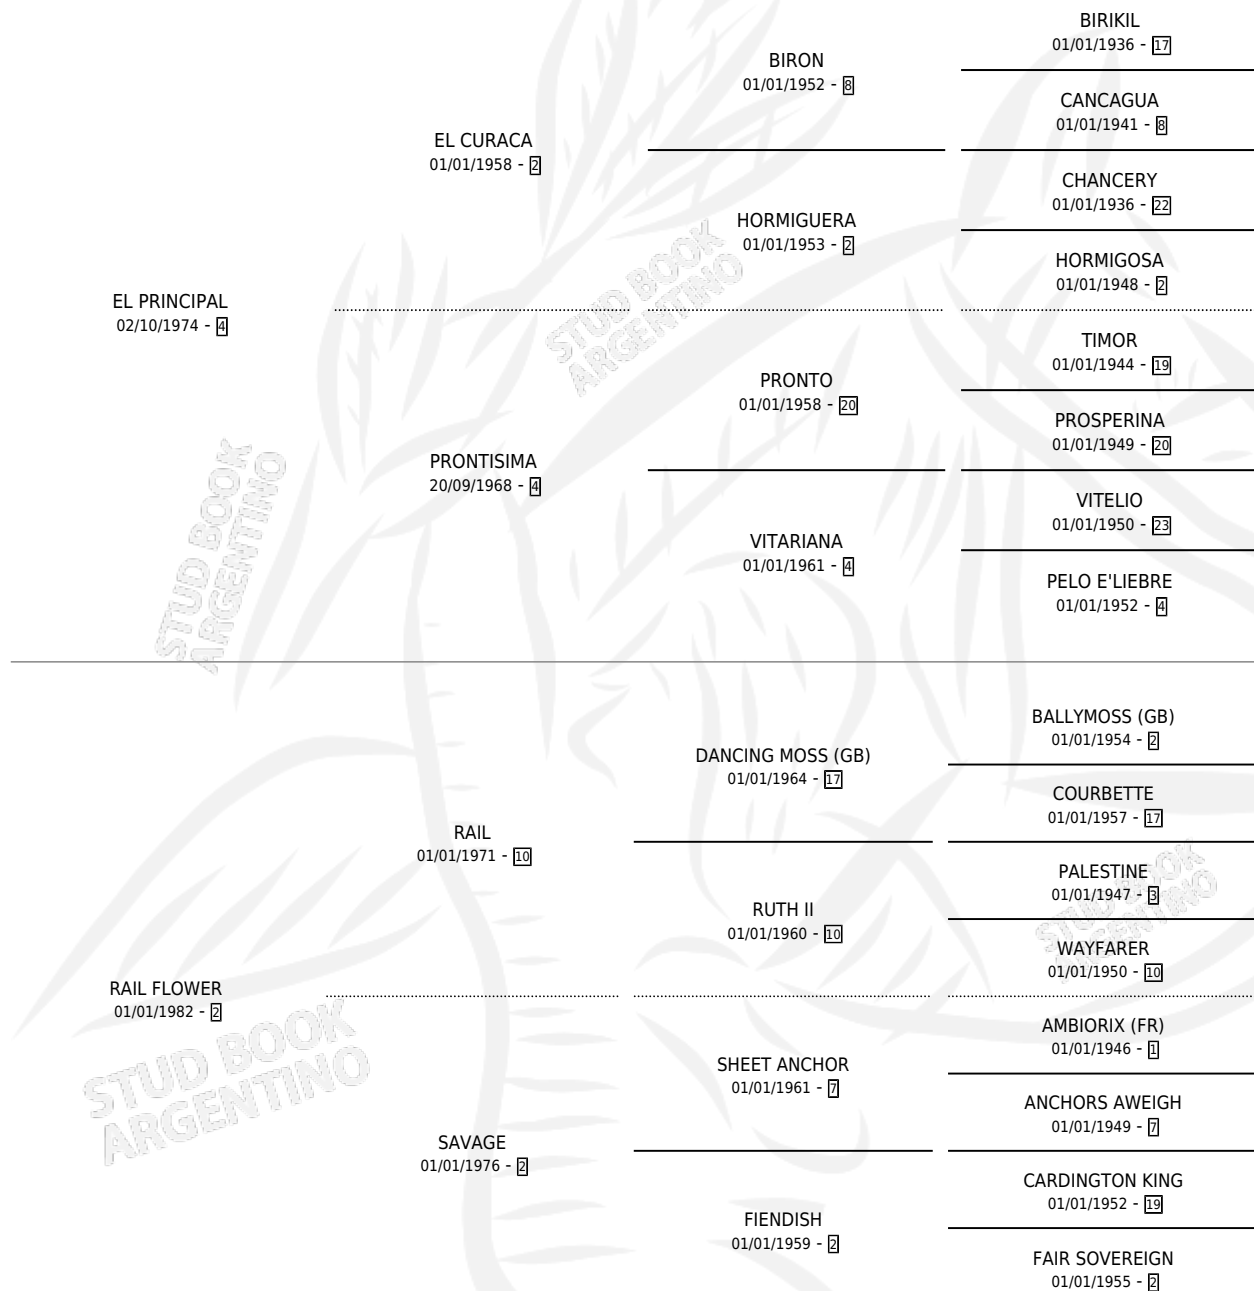 BIRIKIL
01/01/1936 - 17
BIRON
01/01/1952 - 8
CANCAGUA
01/01/1941 - 8
EL CURACA
01/01/1958 - 2
CHANCERY
01/01/1936 - 22
HORMIGUERA
01/01/1953 - 2
HORMIGOSA
01/01/1948 - 2
EL PRINCIPAL
02/10/1974 - 4
TIMOR
01/01/1944 - 19
PRONTO
01/01/1958 - 20
PROSPERINA
01/01/1949 - 20
PRONTISIMA
20/09/1968 - 4
VITELIO
01/01/1950 - 23
VITARIANA
01/01/1961 - 4
PELO E'LIEBRE
01/01/1952 - 4
BALLYMOSS (GB)
01/01/1954 - 2
DANCING MOSS (GB)
01/01/1964 - 17
COURBETTE
01/01/1957 - 17
RAIL
01/01/1971 - 10
PALESTINE
01/01/1947 - 3
RUTH II
01/01/1960 - 10
WAYFARER
01/01/1950 - 10
RAIL FLOWER
01/01/1982 - 2
AMBIORIX (FR)
01/01/1946 - 1
SHEET ANCHOR
01/01/1961 - 7
ANCHORS AWEIGH
01/01/1949 - 7
SAVAGE
01/01/1976 - 2
CARDINGTON KING
01/01/1952 - 19
FIENDISH
01/01/1959 - 2
FAIR SOVEREIGN
01/01/1955 - 2
STUD BOOK
ARGENTINO
STUD BOOK
ARGENTINO
STUD BOOK
ARGENTINO
STUD BOOK
ARGENTINO